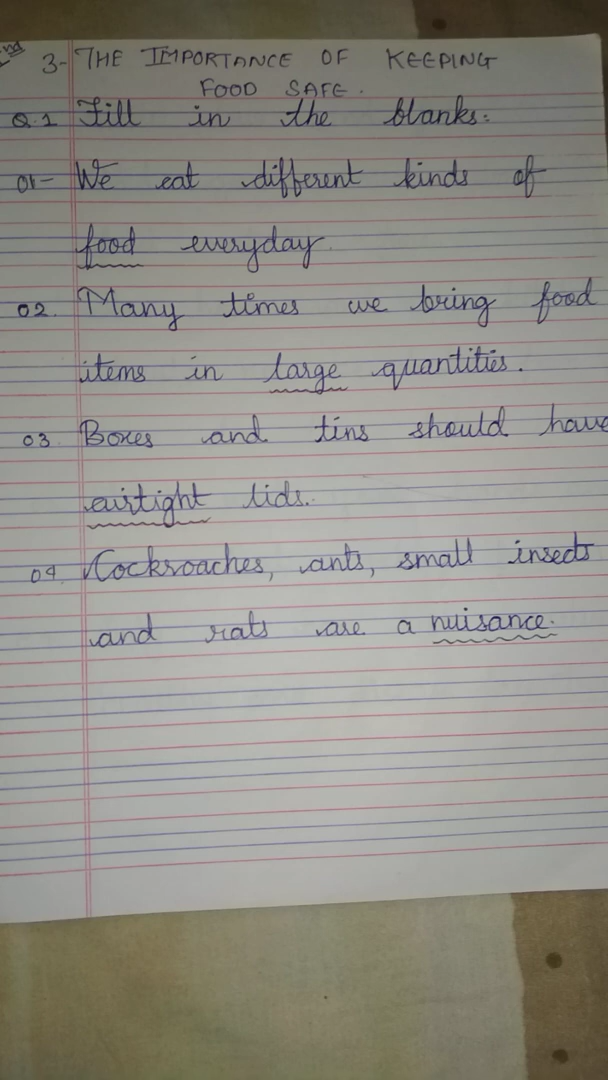 3- THE IMPORTANCE OF KEEPING
FOOD SAFE.
Q.1 Fill in the blanks:
01- We eat different kinds of
food everyday.
02. Many times we bring food
items in large quantities.
03 Boxes and tins should have
airtight lids.
04. Cockroaches, ants, small insects
and rats are a nuisance.